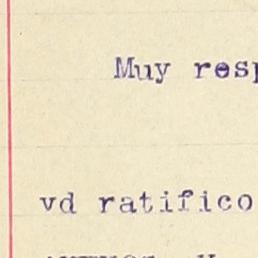 Muy resp
vd ratifico